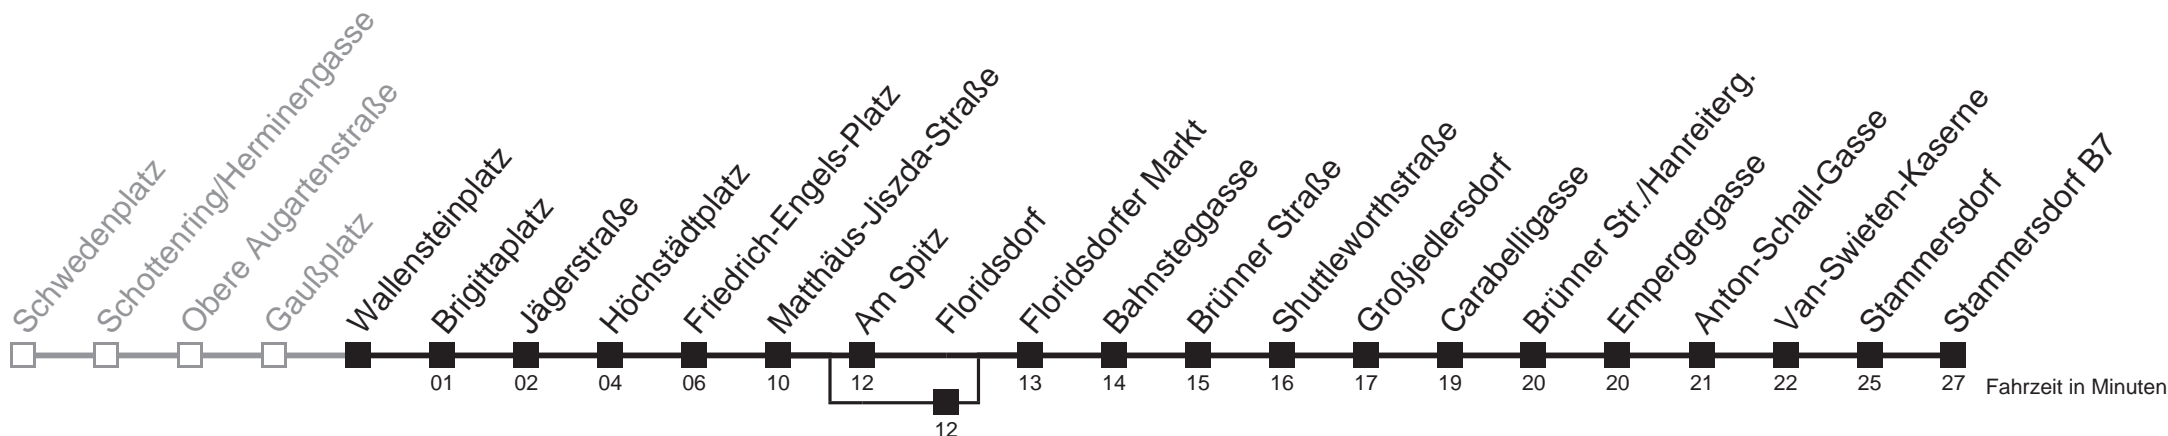 Schwedenplatz
Schottenring/Herminengasse
Obere Augartenstraße
Gaußplatz
Wallensteinplatz
Brigittaplatz
Jägerstraße
Höchstädtplatz
Friedrich-Engels-Platz
Matthäus-Jiszda-Straße
Am Spitz
Floridsdorf
Floridsdorfer Markt
Bahnsteggasse
Brünner Straße
Shuttleworthstraße
Großjedlersdorf
Carabelligasse
Brünner Str./Hanreiterg.
Empergergasse
Anton-Schall-Gasse
Van-Swieten-Kaserne
Stammersdorf
Stammersdorf B7
01 02 04 06 10 12 13 14 15 16 17 19 20 20 21 22 25 27 Fahrzeit in Minuten
12